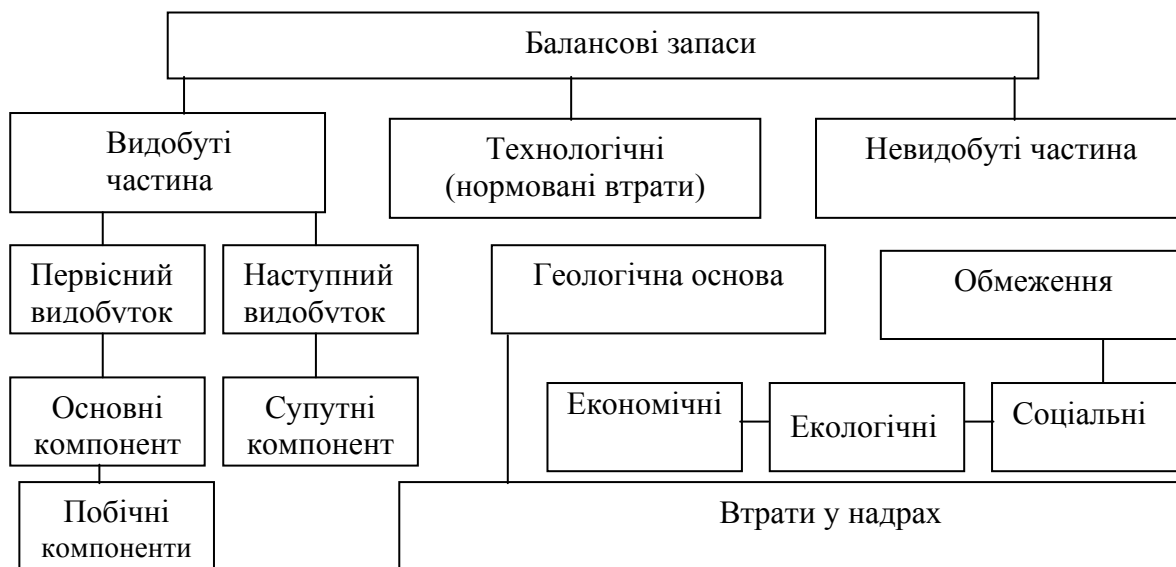 Балансові запаси
Видобуті
частина
Технологічні
(нормовані втрати)
Невидобуті частина
Первісний
видобуток
Наступний
видобуток
Геологічна основа
Обмеження
Основні
компонент
Супутні
компонент
Економічні
Екологічні
Соціальні
Побічні
компоненти
Втрати у надрах